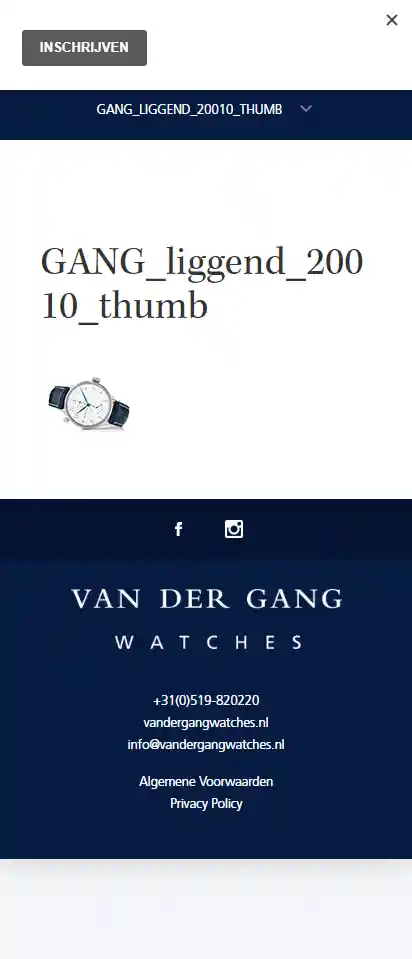 INSCHRIJVEN
GANG_LIGGEND_20010_THUMB
GANG_liggend_200
10_thumb
VAN DER GANG
WATCHES
+31(0)519-820220
vandergangwatches.nl
info@vandergangwatches.nl
Algemene Voorwaarden
Privacy Policy